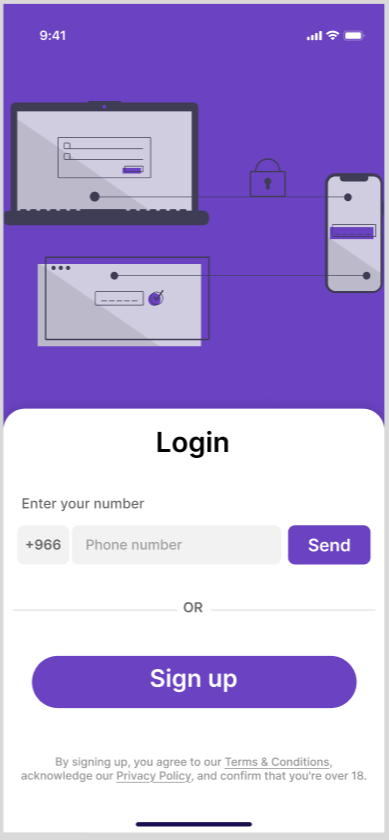 9:41
Login
Enter your number
+966 Phone number Send
OR
Sign up
By signing up, you agree to our Terms & Conditions,
acknowledge our Privacy Policy, and confirm that you're over 18.